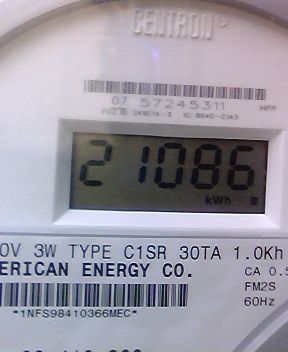 CENTRON®
07 57245311
HPP
21086
kWh
0V 3W TYPE C1SR 30TA 1.0Kh
ERICAN ENERGY CO.
CA 0.5
FM2S
60Hz
*1NFS98410366MEC*